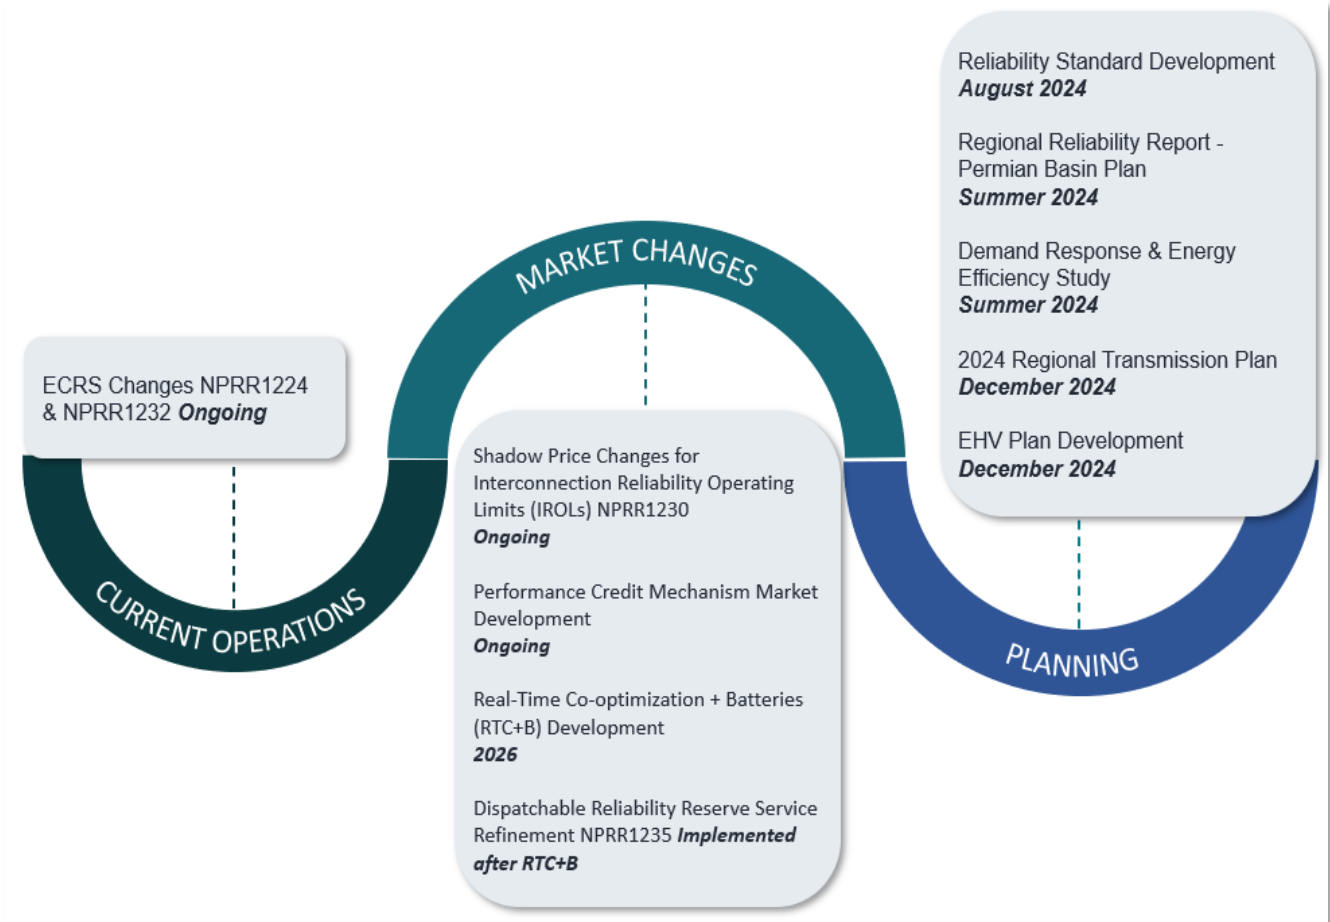 ECRS Changes NPRR1224
& NPRR1232 Ongoing
CURRENT OPERATIONS
MARKET CHANGES
Shadow Price Changes for
Interconnection Reliability Operating
Limits (IROLs) NPRR1230
Ongoing
Performance Credit Mechanism Market
Development
Ongoing
Real-Time Co-optimization + Batteries
(RTC+B) Development
2026
Dispatchable Reliability Reserve Service
Refinement NPRR1235 Implemented
after RTC+B
Reliability Standard Development
August 2024
Regional Reliability Report -
Permian Basin Plan
Summer 2024
Demand Response & Energy
Efficiency Study
Summer 2024
2024 Regional Transmission Plan
December 2024
EHV Plan Development
December 2024
PLANNING